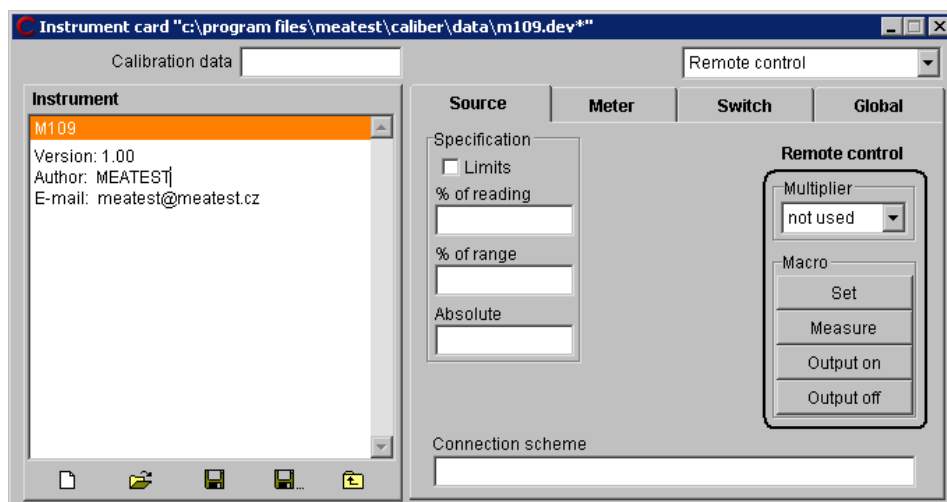 Instrument card "c:\program files\meatest\caliber\data\m109.dev*"
Calibration data
Remote control
Instrument
M109
Version: 1.00
Author: MEATEST
E-mail: meatest@meatest.cz
Source Meter Switch Global
Specification
Limits
% of reading
% of range
Absolute
Remote control
Multiplier
not used
Macro
Set
Measure
Output on
Output off
Connection scheme